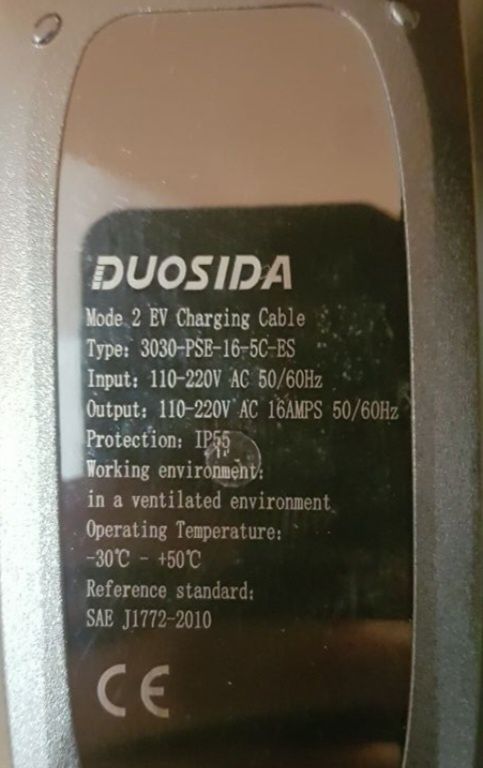 DUOSIDA
Mode 2 EV Charging Cable
Type: 3030-PSE-16-5C-ES
Input: 110-220V AC 50/60Hz
Output: 110-220V AC 16AMPS 50/60Hz
Protection: IP55
Working environment:
in a ventilated environment
Operating Temperature:
-30℃ - +50℃
Reference standard:
SAE J1772-2010
CE